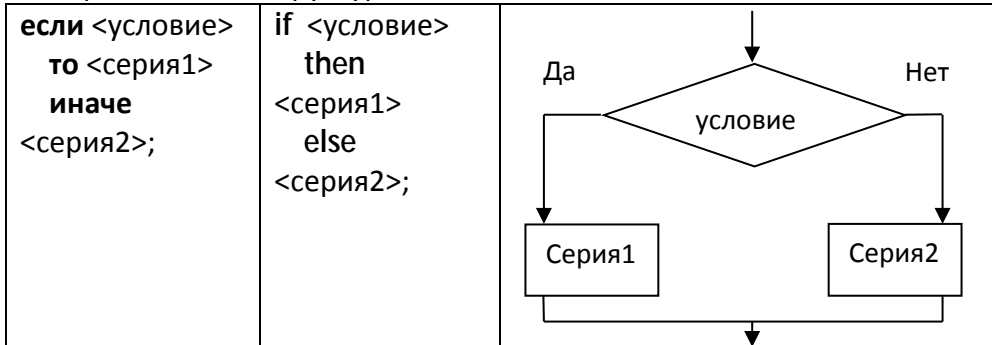 если <условие>
то <серия1>
иначе
<серия2>;
if <условие>
then
<серия1>
else
<серия2>;
Да
Нет
условие
Серия1
Серия2